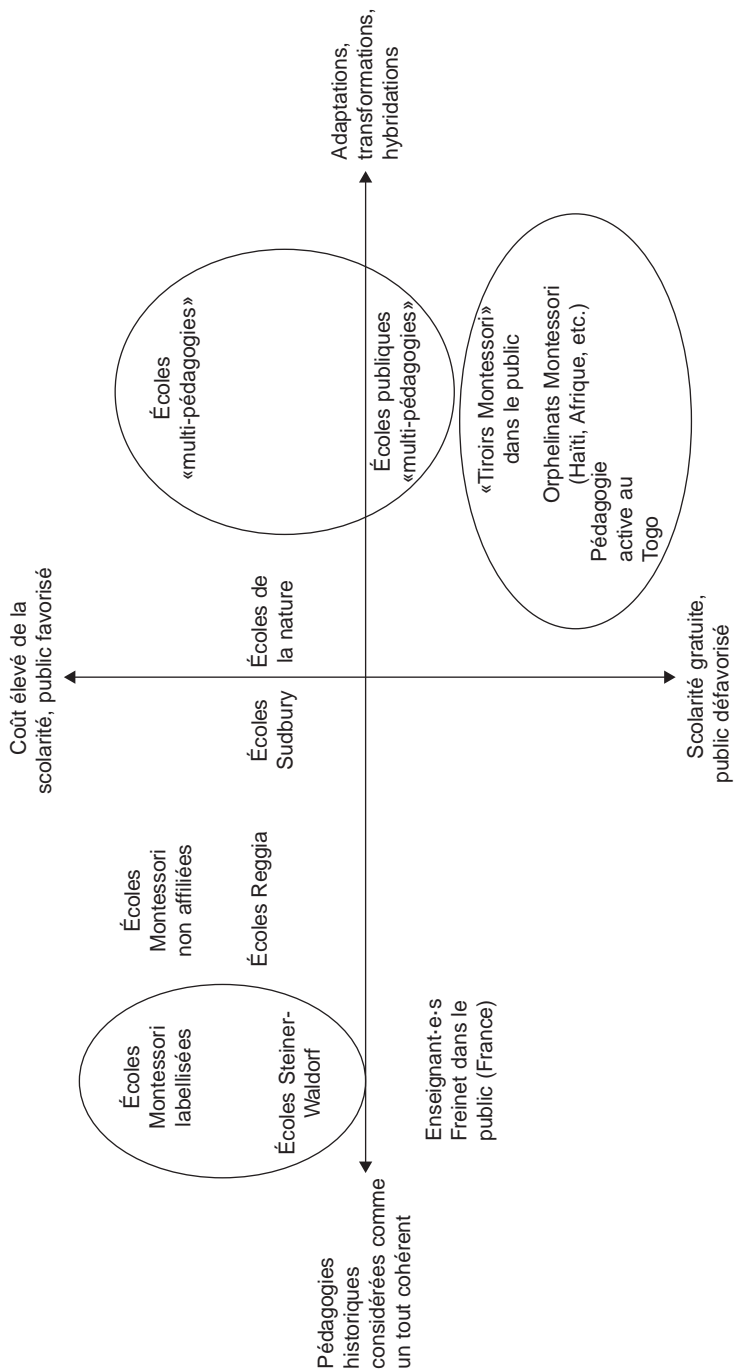 Coût élevé de la
scolarité, public favorisé
École​s
«multi-pédagogies»
Écoles
Montessori
non affiliées
Écoles
Montessori
labellisées
Écoles de
la nature
Écoles
Sudbury
Écoles Reggia
Écoles Steiner-
Waldorf
Pédagogies
historiques
considérées comme
un tout cohérent
Adaptations,
transformations,
hybridations
Écoles publiques
«multi-pédagogies»
Enseignant·e·s
Freinet dans le
public (France)
«Tiroirs Montessori»
dans le public
Orphelinats Montessori
(Haïti, Afrique, etc.)
Pédagogie
active au
Togo
Scolarité gratuite,
public défavorisé